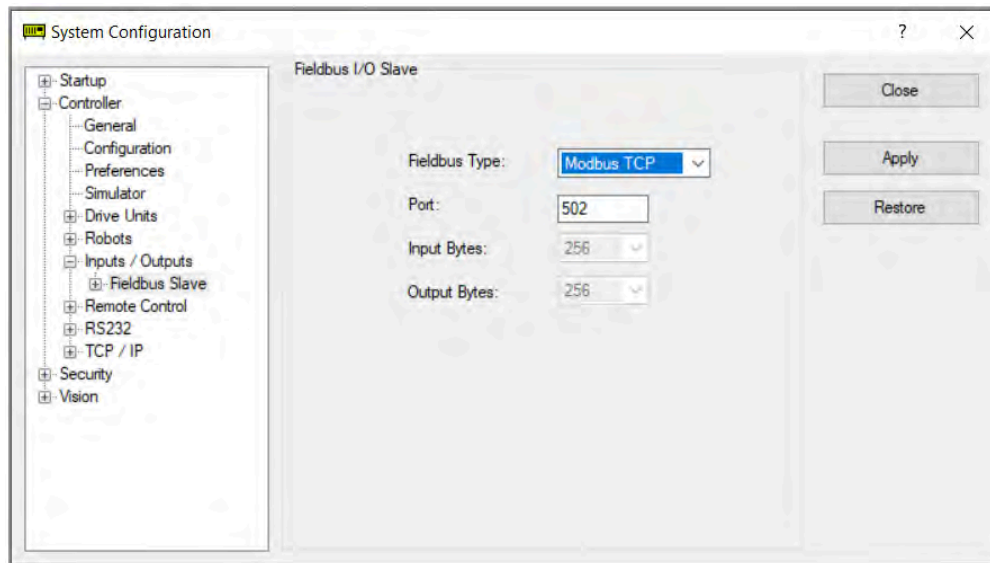 System Configuration
?
Startup
Controller
General
Configuration
Preferences
Simulator
Drive Units
Robots
Inputs / Outputs
Fieldbus Slave
Remote Control
RS232
TCP / IP
Security
Vision
Fieldbus I/O Slave
Fieldbus Type: Modbus TCP
Port: 502
Input Bytes: 256
Output Bytes: 256
Close
Apply
Restore